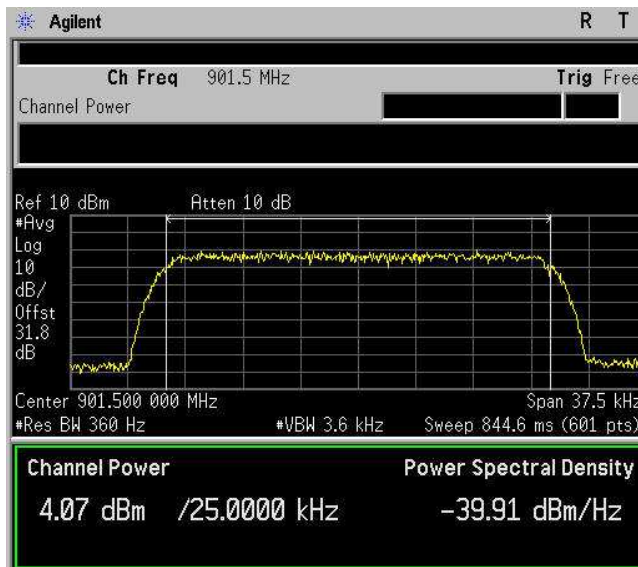 Agilent R T
Ch Freq 901.5 MHz Trig Free
Channel Power
Ref 10 dBm Atten 10 dB
#Avg
Log
10
dB/
Offst
31.8
dB
Center 901.500 000 MHz Span 37.5 kHz
#Res BW 360 Hz #VBW 3.6 kHz Sweep 844.6 ms (601 pts)
Channel Power Power Spectral Density
4.07 dBm /25.0000 kHz -39.91 dBm/Hz